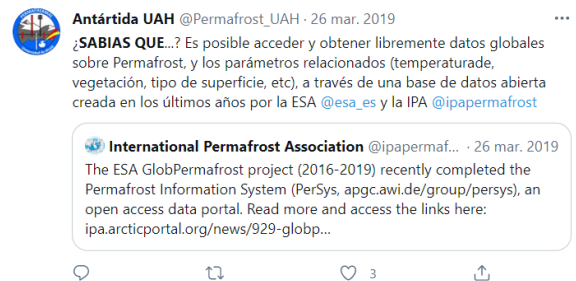 Antártida UAH @Permafrost_UAH · 26 mar. 2019
¿SABIAS QUE...? Es posible acceder y obtener libremente datos globales
sobre Permafrost, y los parámetros relacionados (temperaturade,
vegetación, tipo de superficie, etc), a través de una base de datos abierta
creada en los últimos años por la ESA @esa_es y la IPA @ipapermafrost
International Permafrost Association @ipapermaf... · 26 mar. 2019
The ESA GlobPermafrost project (2016-2019) recently completed the
Permafrost Information System (PerSys, apgc.awi.de/group/persys), an
open access data portal. Read more and access the links here:
ipa.arcticportal.org/news/929-globp...
3